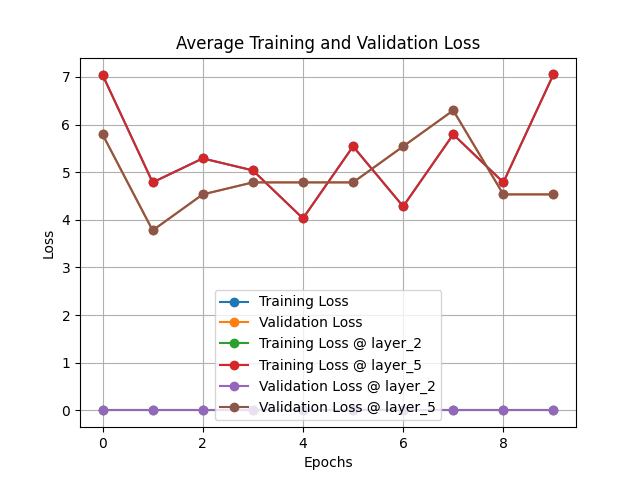 Average Training and Validation Loss
Loss
7
6
5
4
3
2
1
0
Training Loss
Validation Loss
Training Loss @ layer_2
Training Loss @ layer_5
Validation Loss @ layer_2
Validation Loss @ layer_5
0 2 4 6 8
Epochs